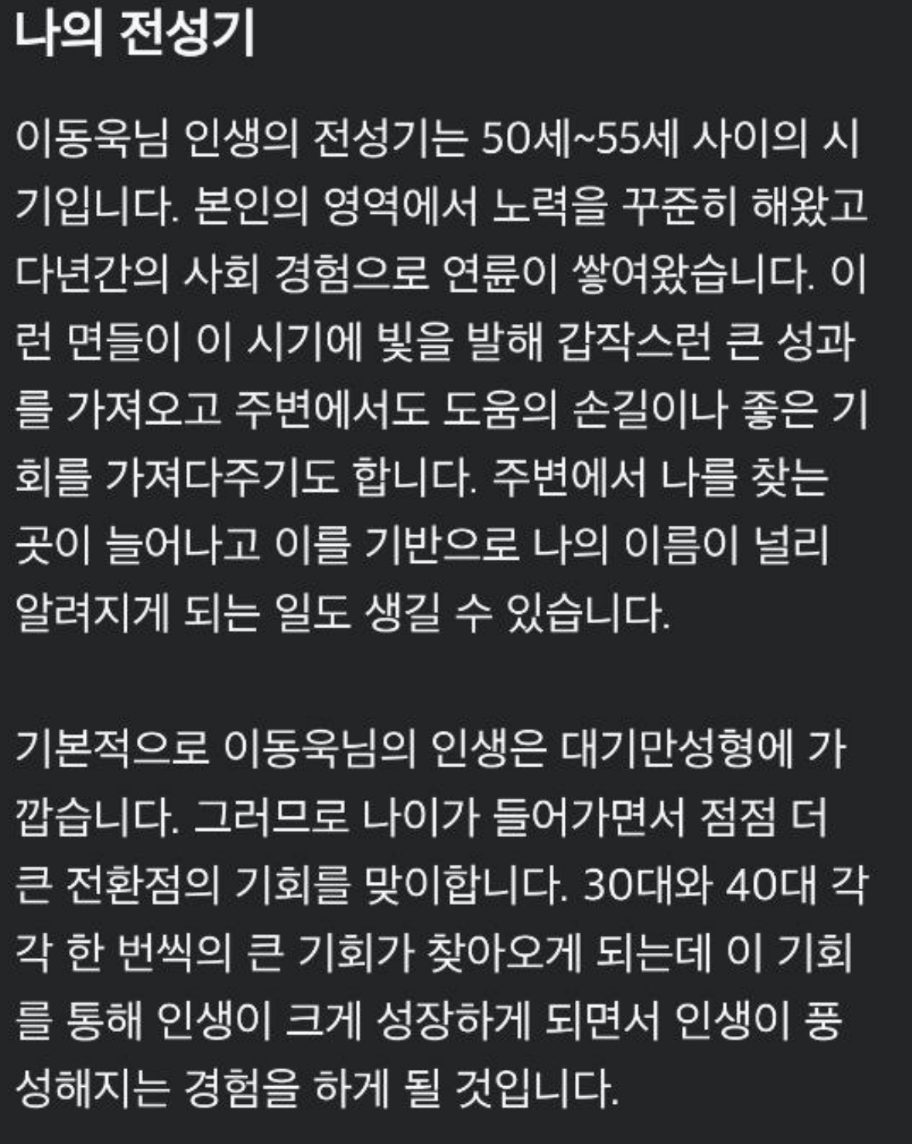 나의 전성기
이동욱님 인생의 전성기는 50세~55세 사이의 시
기입니다. 본인의 영역에서 노력을 꾸준히 해왔고
다년간의 사회 경험으로 연륜이 쌓여왔습니다. 이
런 면들이 이 시기에 빛을 발해 갑작스런 큰 성과
를 가져오고 주변에서도 도움의 손길이나 좋은 기
회를 가져다주기도 합니다. 주변에서 나를 찾는
곳이 늘어나고 이를 기반으로 나의 이름이 널리
알려지게 되는 일도 생길 수 있습니다.
기본적으로 이동욱님의 인생은 대기만성형에 가
깝습니다. 그러므로 나이가 들어가면서 점점 더
큰 전환점의 기회를 맞이합니다. 30대와 40대 각
각 한 번씩의 큰 기회가 찾아오게 되는데 이 기회
를 통해 인생이 크게 성장하게 되면서 인생이 풍
성해지는 경험을 하게 될 것입니다.